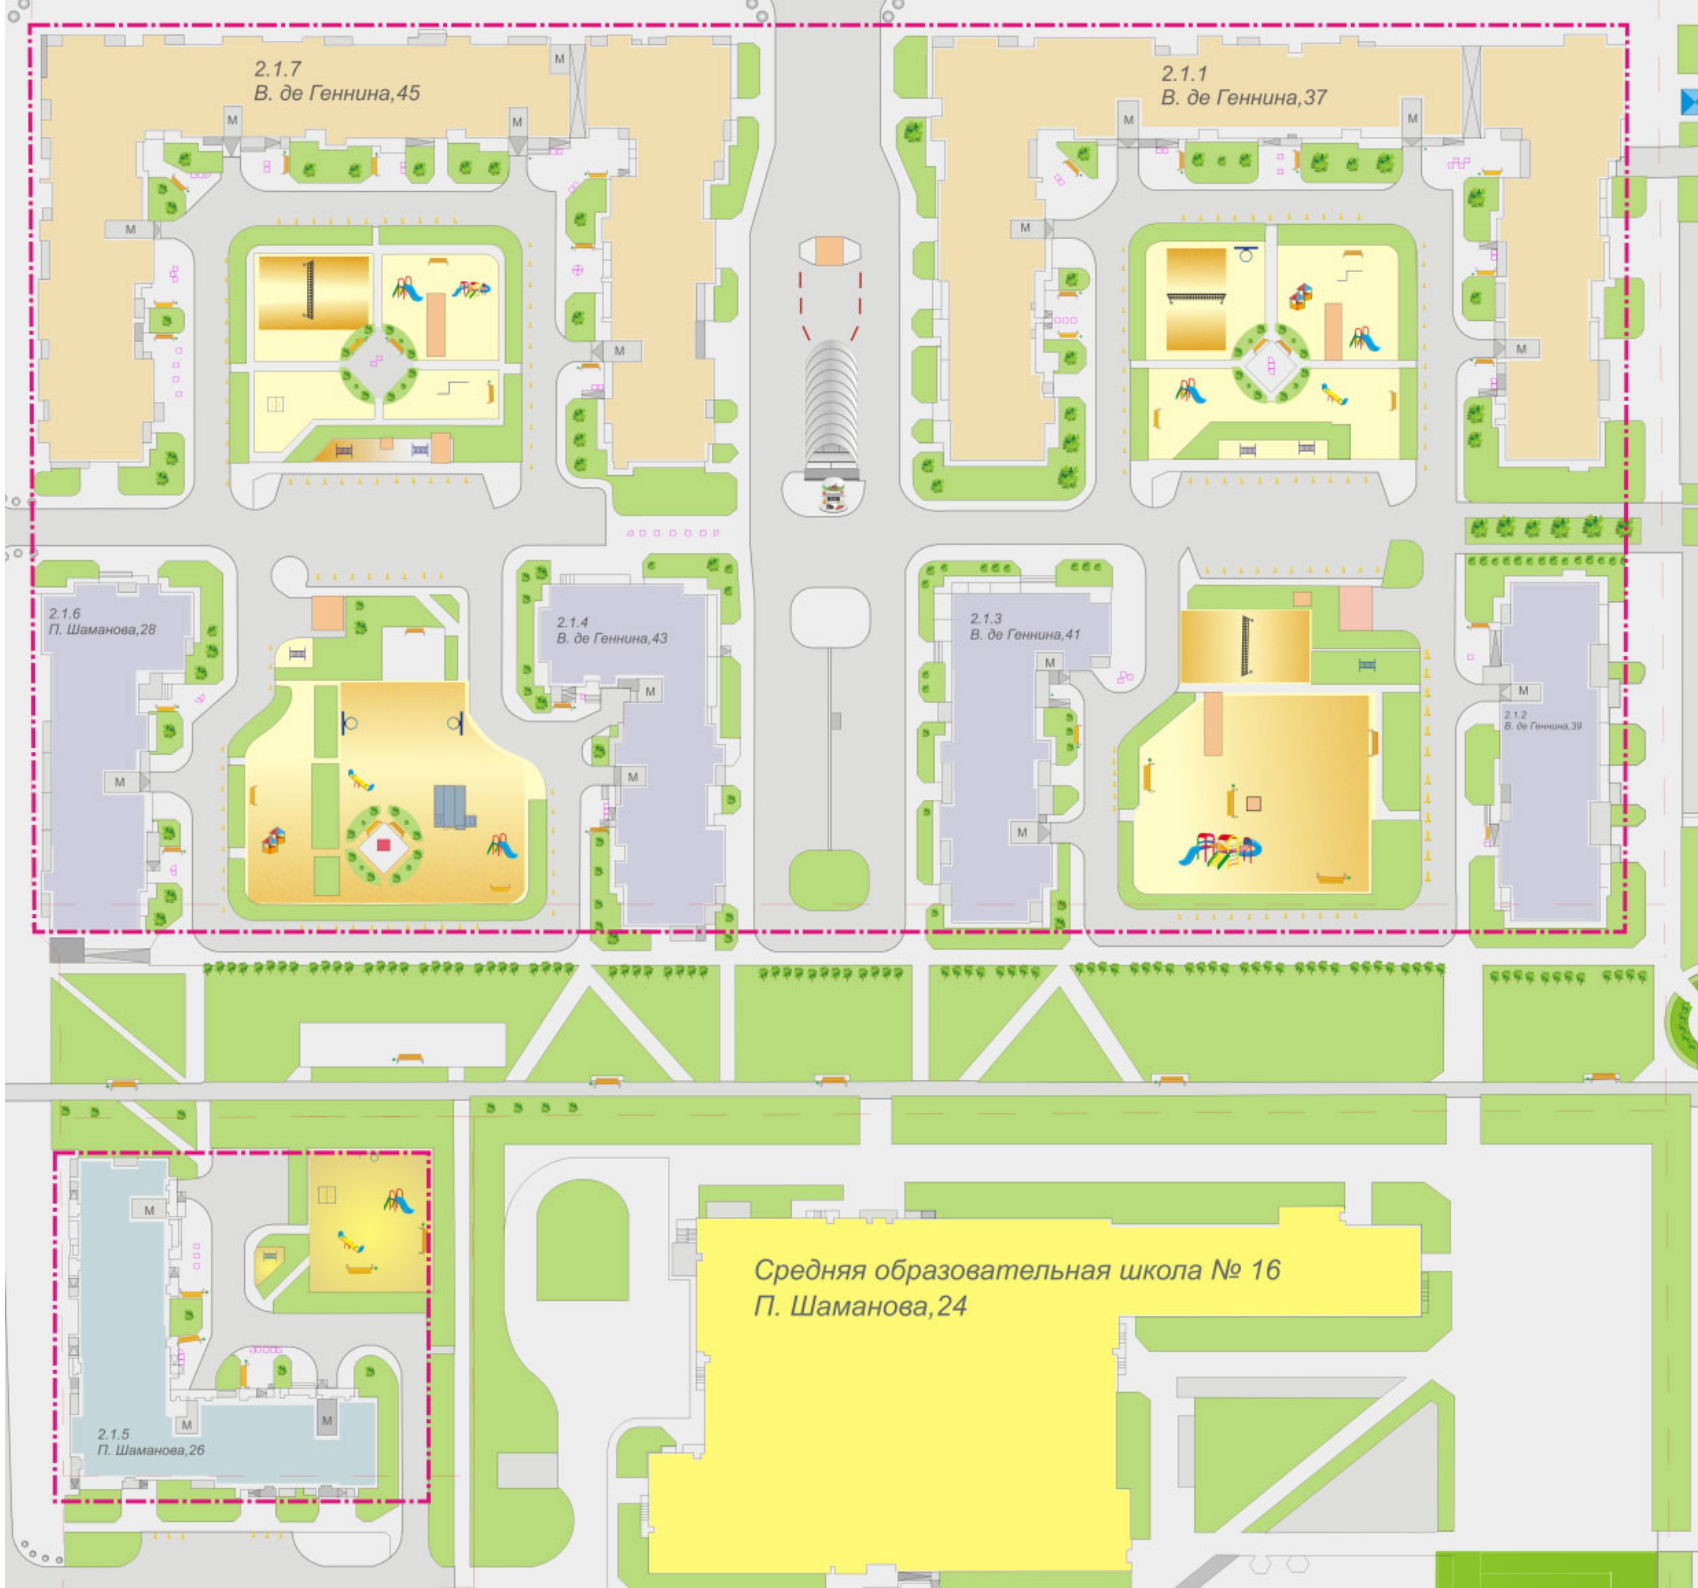 2.1.7
В. де Геннина,45
М
2.1.1
В. де Геннина,37
М
М
М
М
М
М
М
М
М
2.1.6
П. Шаманова,28
2.1.4
В. де Геннина,43
2.1.3
В. де Геннина,41
М
М
М
2.1.2
В. де Геннина,39
М
М
М
М
2.1.5
П. Шаманова,26
М
М
Средняя образовательная школа № 16
П. Шаманова,24